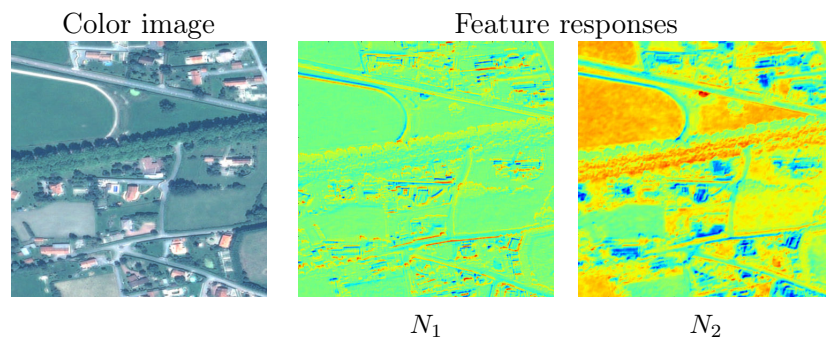 Color image
Feature responses
N₁
N₂